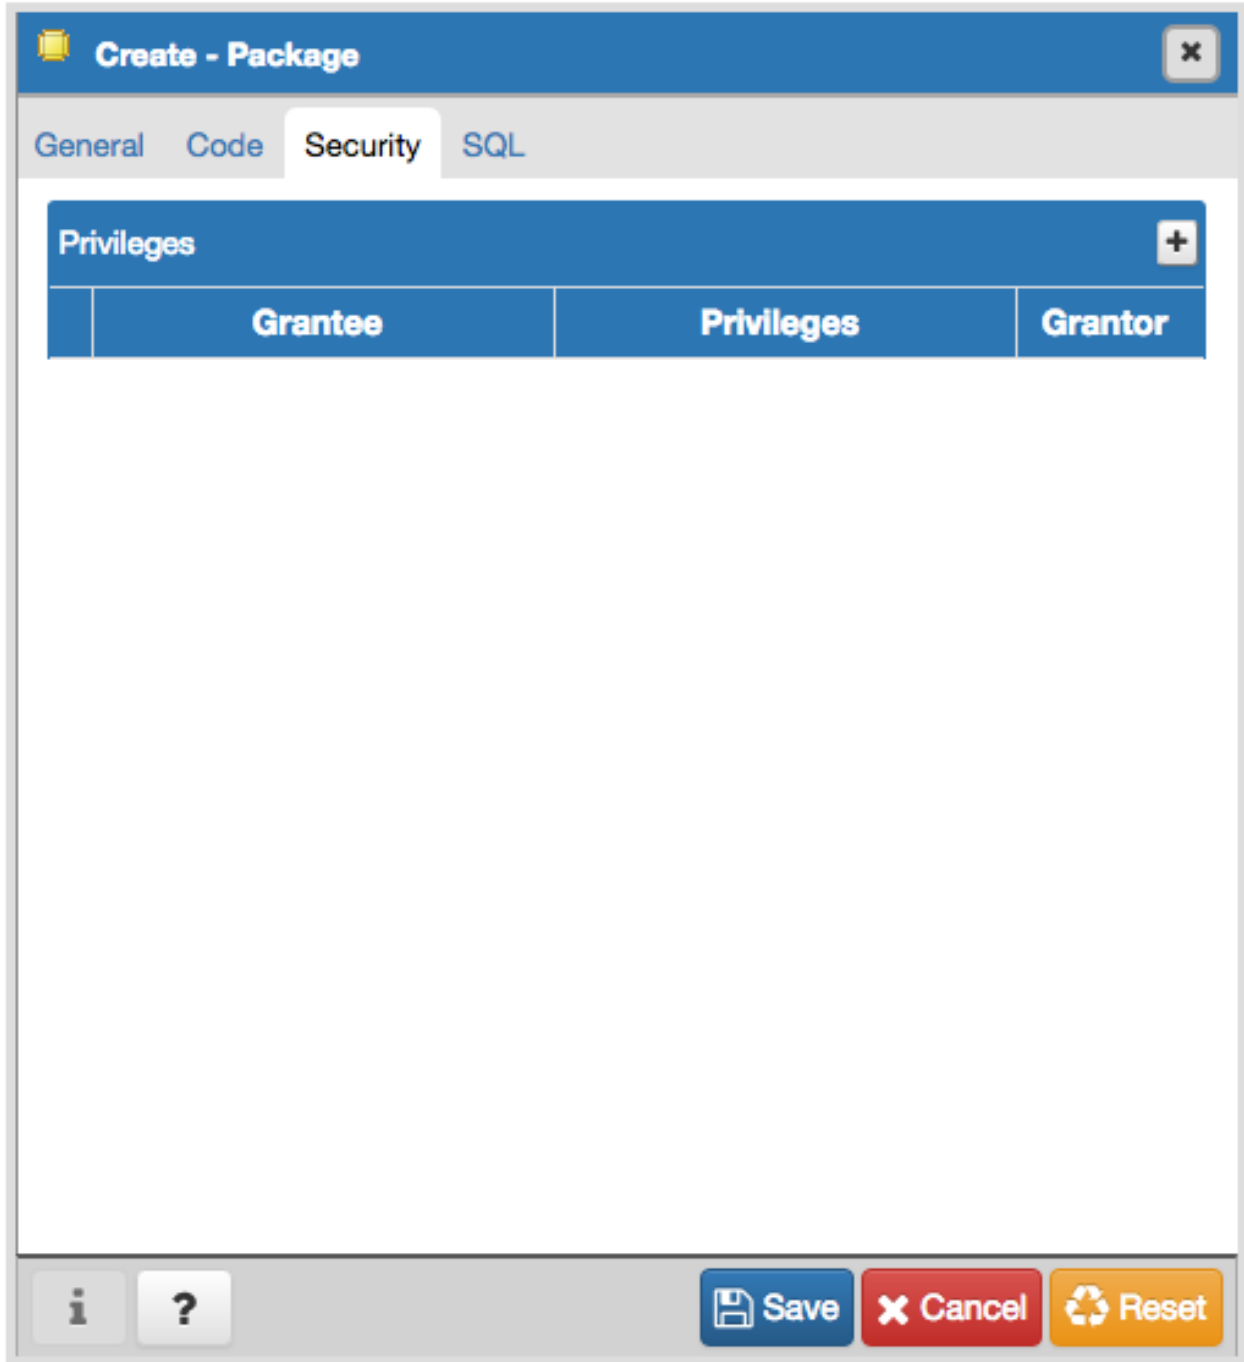 Create - Package
General Code Security SQL
Privileges
Grantee Privileges Grantor
i ? Save Cancel Reset